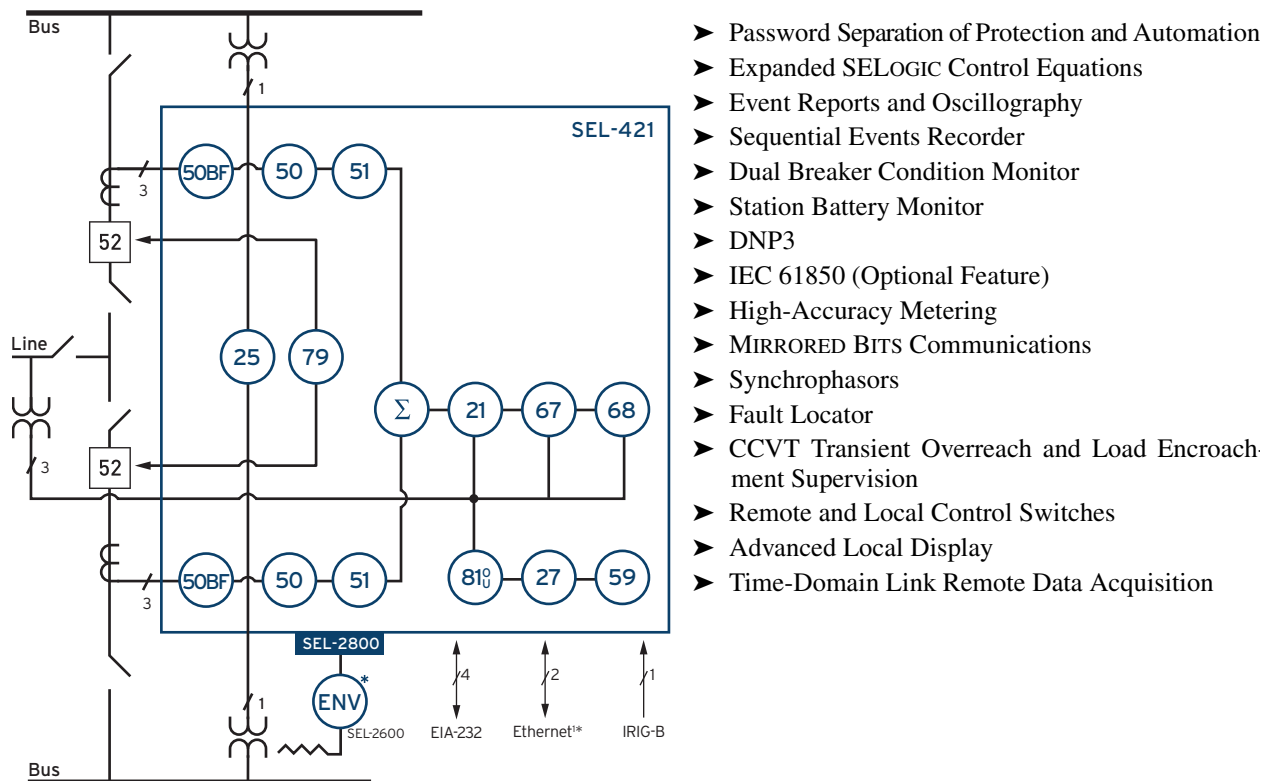 Bus
1
SEL-421
3
50BF
50
51
52
Line
25
79
Σ
21
67
68
3
52
50BF
50
51
81OU
27
59
3
SEL-2800
1
ENV*
SEL-2600
4
2
1
EIA-232
Ethernet¹*
IRIG-B
Bus
➤ Password Separation of Protection and Automation
➤ Expanded SELOGIC Control Equations
➤ Event Reports and Oscillography
➤ Sequential Events Recorder
➤ Dual Breaker Condition Monitor
➤ Station Battery Monitor
➤ DNP3
➤ IEC 61850 (Optional Feature)
➤ High-Accuracy Metering
➤ MIRRORED BITS Communications
➤ Synchrophasors
➤ Fault Locator
➤ CCVT Transient Overreach and Load Encroach-
ment Supervision
➤ Remote and Local Control Switches
➤ Advanced Local Display
➤ Time-Domain Link Remote Data Acquisition